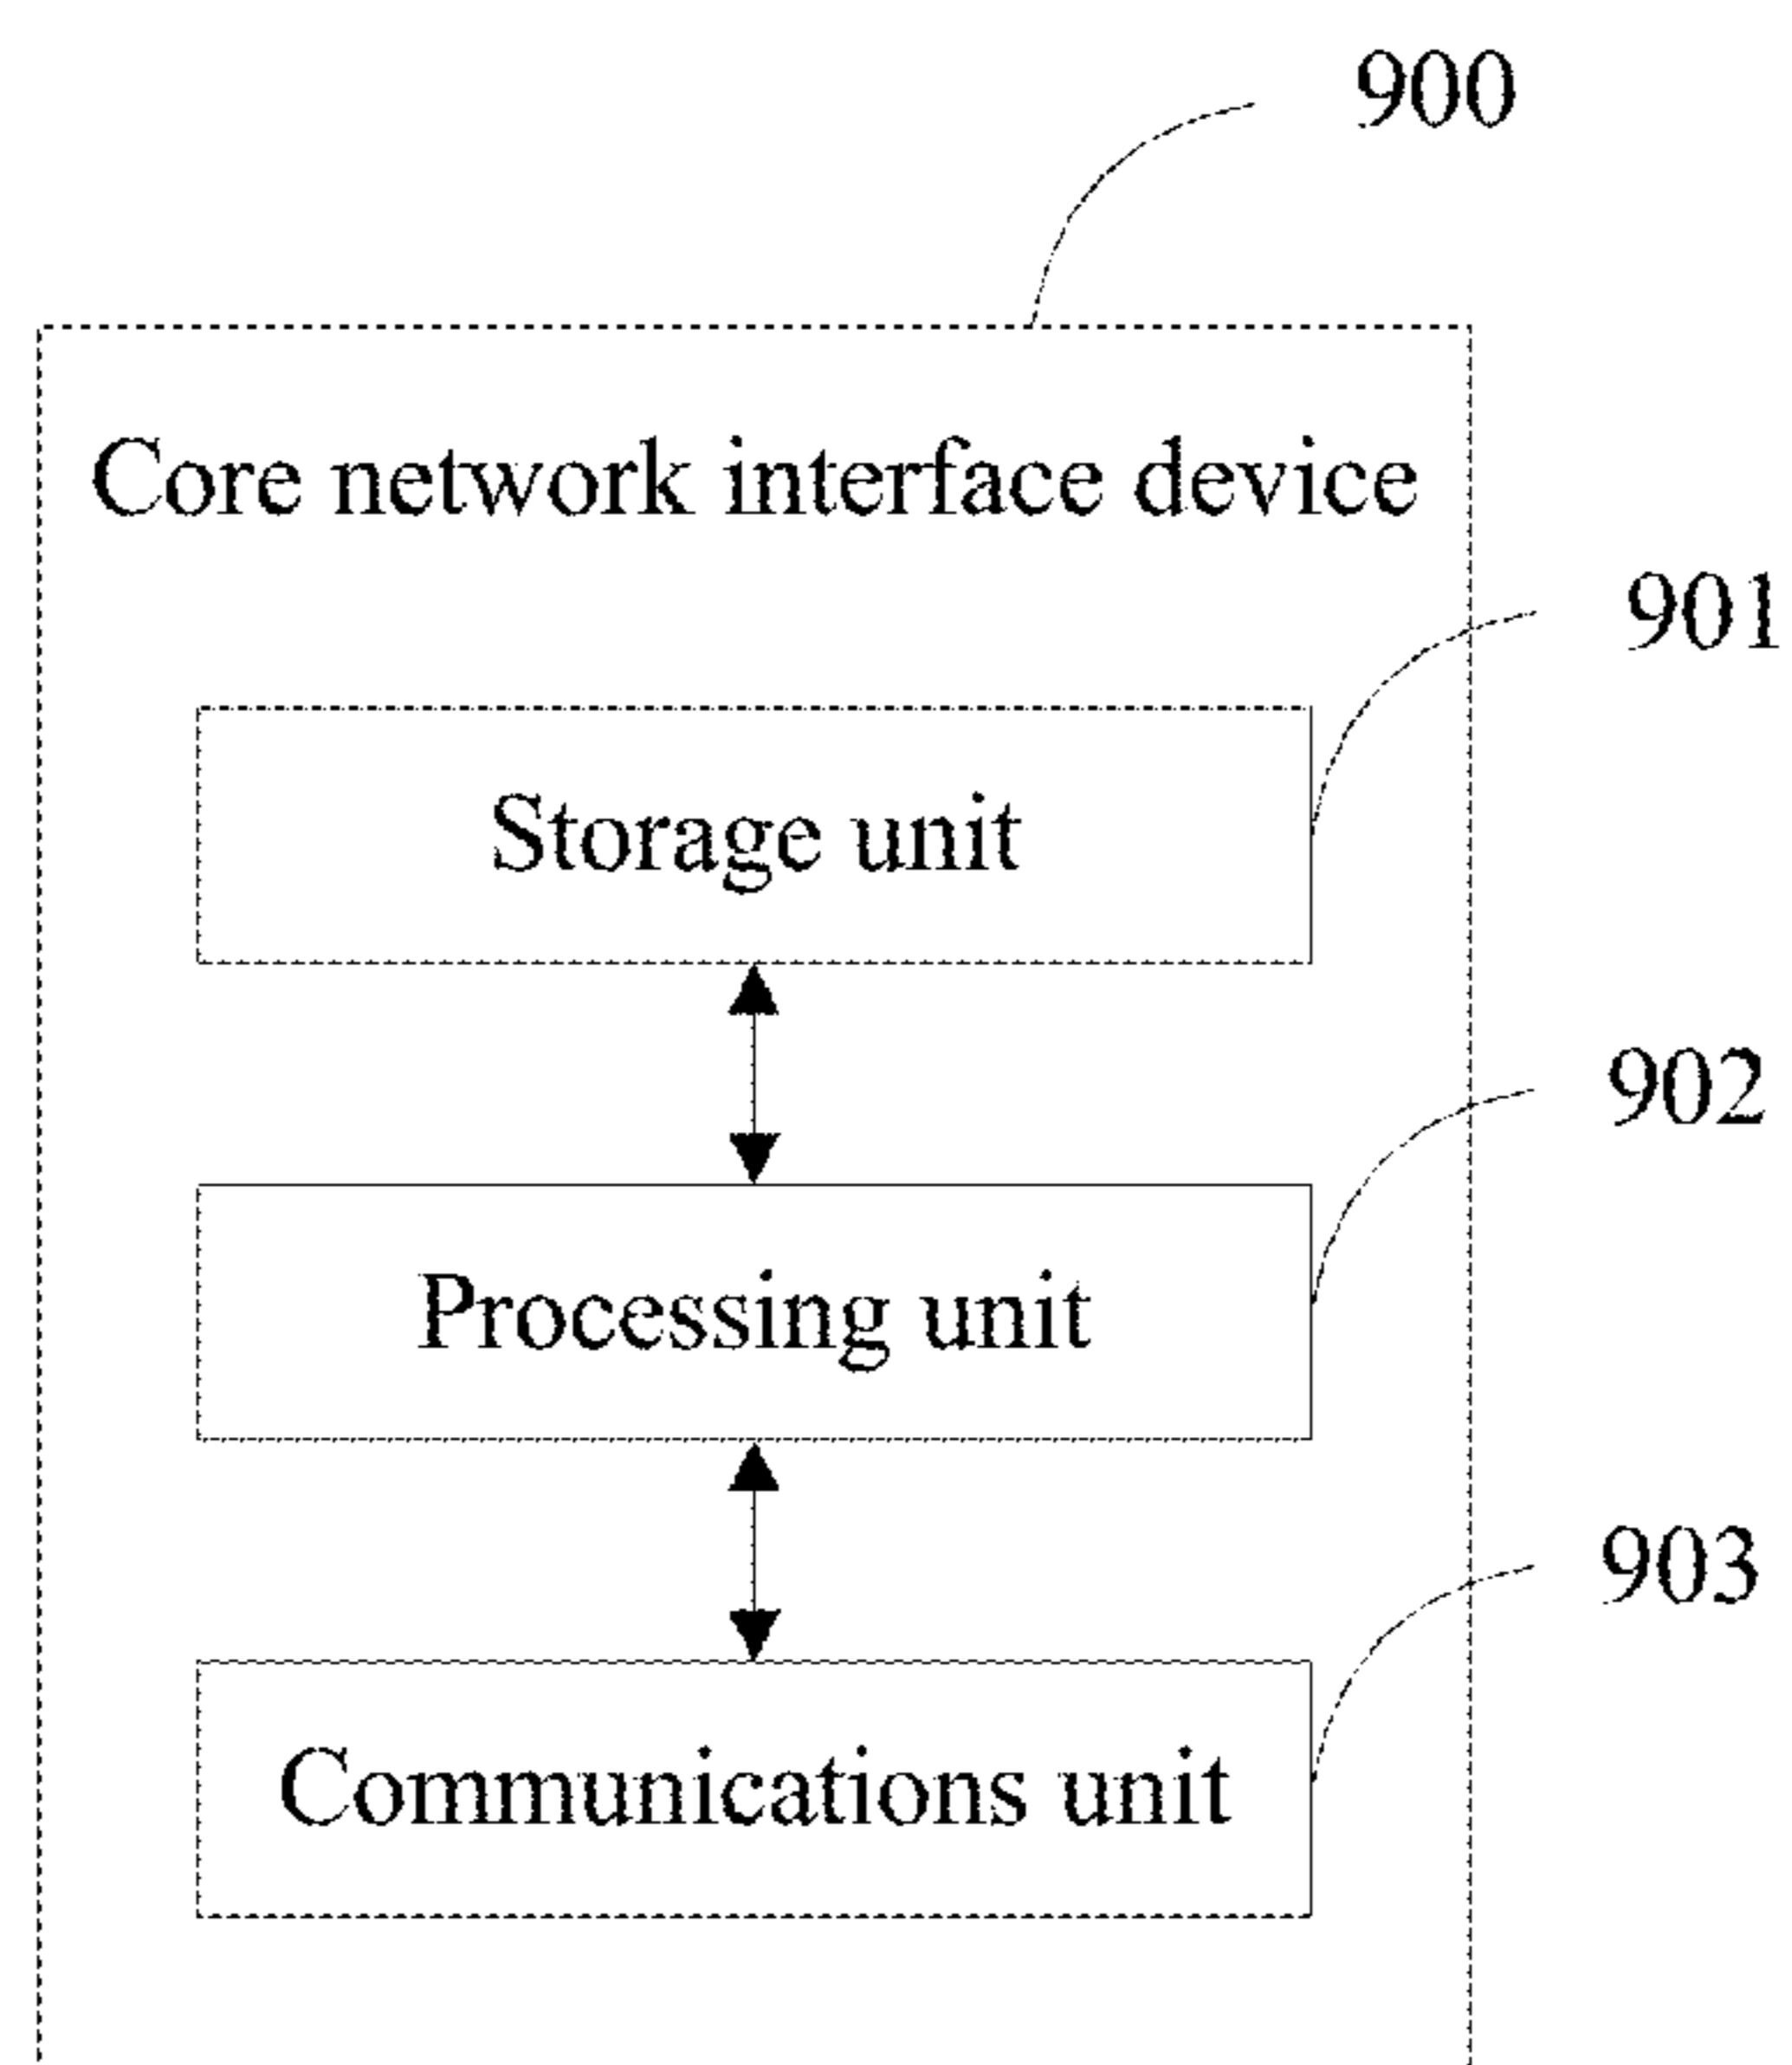 900
Core network interface device
901
Storage unit
902
Processing unit
903
Communications unit